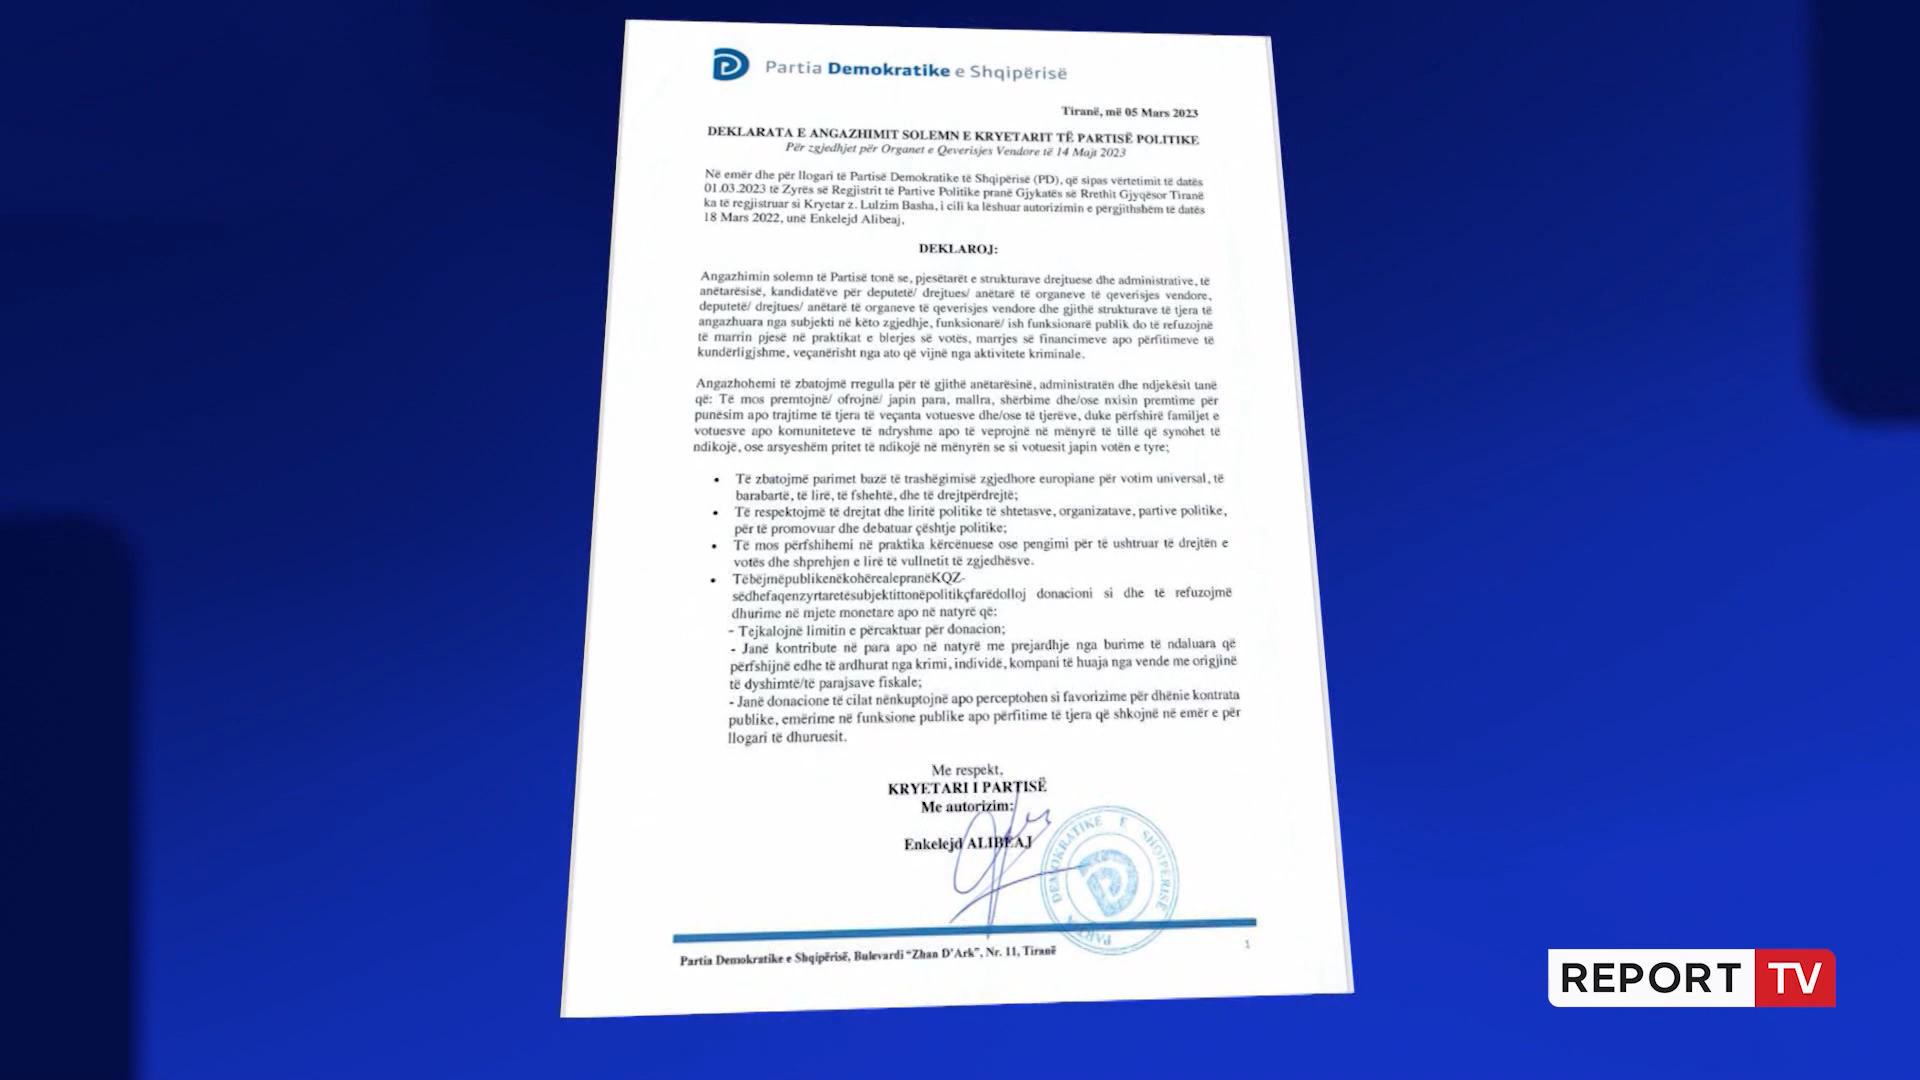 Partia Demokratike e Shqipërisë
Tiranë, më 05 Mars 2023
DEKLARATA E ANGAZHIMIT SOLEMN E KRYETARIT TË PARTISË POLITIKE
Për zgjedhjet për Organet e Qeverisjes Vendore të 14 Majt 2023
Në emër dhe për llogari të Partisë Demokratike të Shqipërisë (PD), që sipas vërtetimit të datës
01.03.2023 të Zyrës së Regjistrit të Partive Politike pranë Gjykatës së Rrethit Gjyqësor Tiranë
ka të regjistruar si Kryetar z. Lulzim Basha, i cili ka lëshuar autorizimin e përgjithshëm të datës
18 Mars 2022, unë Enkelejd Alibeaj,
DEKLAROJ:
Angazhimin solemn të Partisë tonë se, pjesëtarët e strukturave drejtuese dhe administrative, të
anëtarësisë, kandidatëve për deputetë/ drejtues/ anëtarë të organeve të qeverisjes vendore,
deputetë/ drejtues/ anëtarë të organeve të qeverisjes vendore dhe gjithë strukturave të tjera të
angazhuara nga subjekti në këto zgjedhje, funksionarë/ ish funksionarë publik do të refuzojnë
të marrin pjesë në praktikat e blerjes së votës, marrjes së financimeve apo përfitimeve të
kundërligjshme, veçanërisht nga ato që vijnë nga aktivitete kriminale.
Angazhohemi të zbatojmë rregulla për të gjithë anëtarësinë, administratën dhe ndjekësit tanë
që: Të mos premtojnë/ ofrojnë/ japin para, mallra, shërbime dhe/ose nxisin premtime për
punësim apo trajtime të tjera të veçanta votuesve dhe/ose të tjerëve, duke përfshirë familjet e
votuesve apo komuniteteve të ndryshme apo të veprojnë në mënyrë të tillë që synohet të
ndikojë, ose arsyeshëm pritet të ndikojë në mënyrën se si votuesit japin votën e tyre;
• Të zbatojmë parimet bazë të trashëgimisë zgjedhore europiane për votim universal, të
barabartë, të lirë, të fshehtë, dhe të drejtpërdrejtë;
• Të respektojmë të drejtat dhe liritë politike të shtetasve, organizatave, partive politike,
për të promovuar dhe debatuar çështje politike;
• Të mos përfshihemi në praktika kërcënuese ose pengimi për të ushtruar të drejtën e
votës dhe shprehjen e lirë të vullnetit të zgjedhësve.
• TëbëjmëpublikenëkohërealepranëKQZ-
sëdhefaqenzyrtaretësubjektittonëpolitikçfarëdolloj donacioni si dhe të refuzojmë
dhurime në mjete monetare apo në natyrë që:
- Tejkalojnë limitin e përcaktuar për donacion;
- Janë kontribute në para apo në natyrë me prejardhje nga burime të ndaluara që
përfshijnë edhe të ardhurat nga krimi, individë, kompani të huaja nga vende me origjinë
të dyshimtë/të parajsave fiskale;
- Janë donacione të cilat nënkuptojnë apo perceptohen si favorizime për dhënie kontrata
publike, emërime në funksione publike apo përfitime të tjera që shkojnë në emër e për
llogari të dhuruesit.
Me respekt,
KRYETARI I PARTISË
Me autorizim:
Enkelejd ALIBEAJ
PARTIA DEMOKRATIKE E SHQIPËRISË
Partia Demokratike e Shqipërisë, Bulevardi “Zhan D’Ark”, Nr. 11, Tiranë
1
REPORT TV